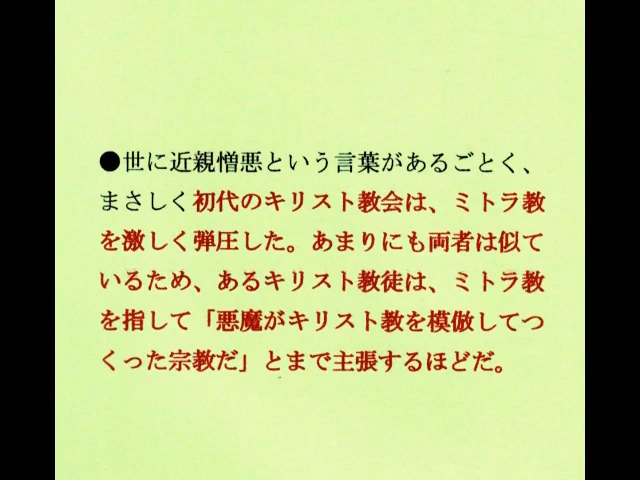 ●世に近親憎悪という言葉があるごとく、
まさしく初代のキリスト教会は、ミトラ教
を激しく弾圧した。あまりにも両者は似て
いるため、あるキリスト教徒は、ミトラ教
を指して「悪魔がキリスト教を模倣してつ
くった宗教だ」とまで主張するほどだ。